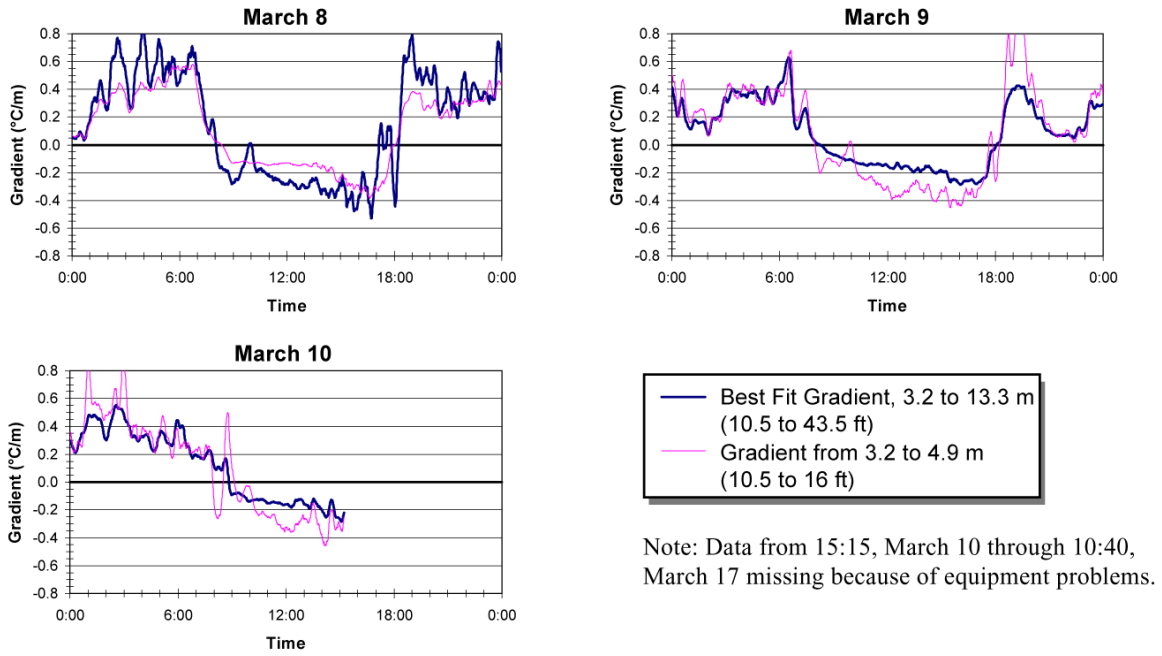 March 8
Gradient (°C/m)
0.8
0.6
0.4
0.2
0.0
-0.2
-0.4
-0.6
-0.8
0:00 6:00 12:00 18:00 0:00
Time
March 9
Gradient (°C/m)
0.8
0.6
0.4
0.2
0.0
-0.2
-0.4
-0.6
-0.8
0:00 6:00 12:00 18:00 0:00
Time
March 10
Gradient (°C/m)
0.8
0.6
0.4
0.2
0.0
-0.2
-0.4
-0.6
-0.8
0:00 6:00 12:00 18:00 0:00
Time
Best Fit Gradient, 3.2 to 13.3 m
(10.5 to 43.5 ft)
Gradient from 3.2 to 4.9 m
(10.5 to 16 ft)
Note: Data from 15:15, March 10 through 10:40,
March 17 missing because of equipment problems.